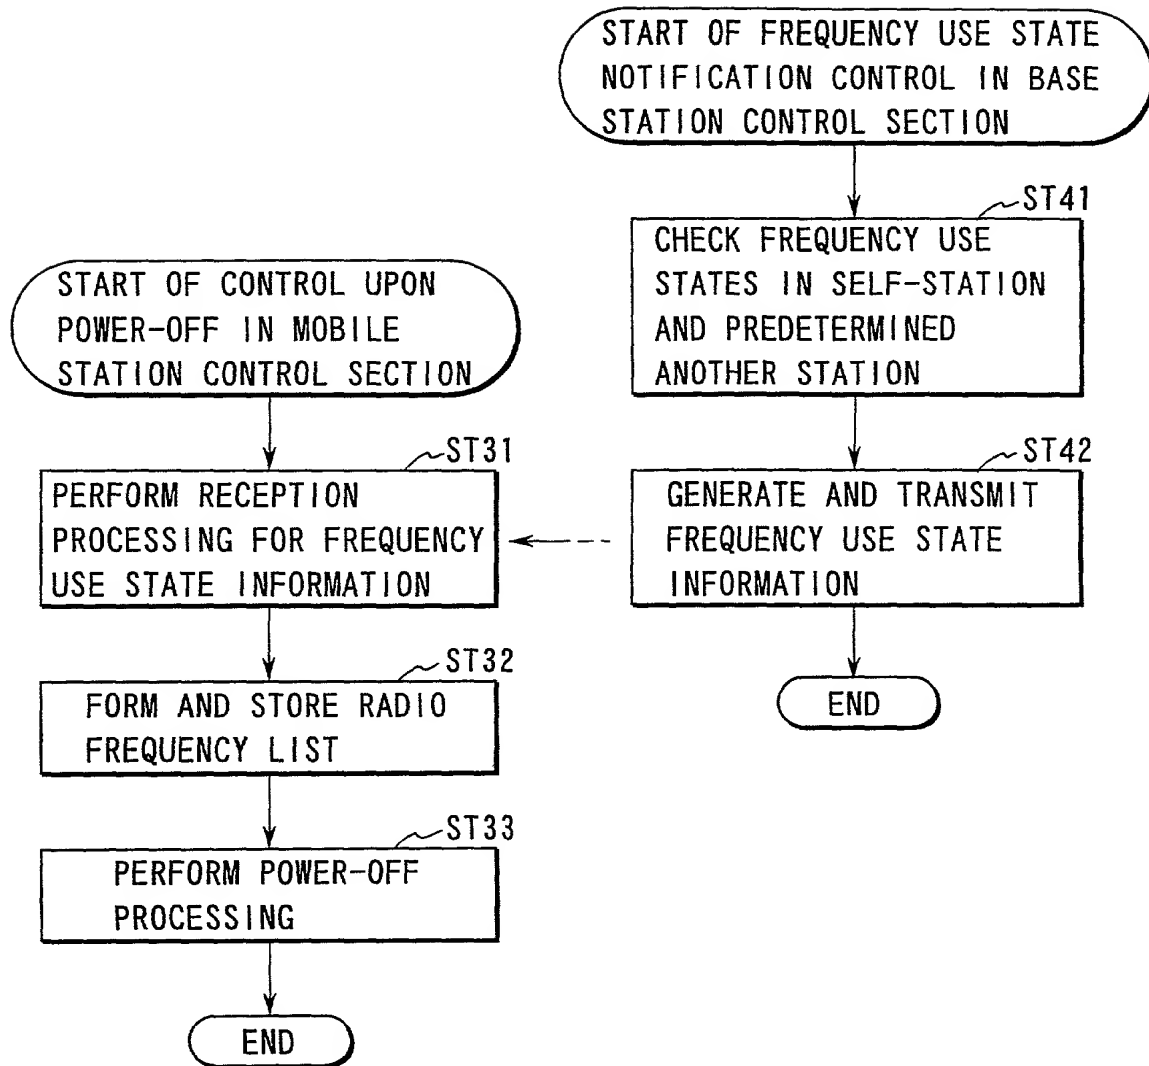 START OF FREQUENCY USE STATE
NOTIFICATION CONTROL IN BASE
STATION CONTROL SECTION
ST41
CHECK FREQUENCY USE
STATES IN SELF-STATION
AND PREDETERMINED
ANOTHER STATION
ST42
GENERATE AND TRANSMIT
FREQUENCY USE STATE
INFORMATION
END
START OF CONTROL UPON
POWER-OFF IN MOBILE
STATION CONTROL SECTION
ST31
PERFORM RECEPTION
PROCESSING FOR FREQUENCY
USE STATE INFORMATION
ST32
FORM AND STORE RADIO
FREQUENCY LIST
ST33
PERFORM POWER-OFF
PROCESSING
END